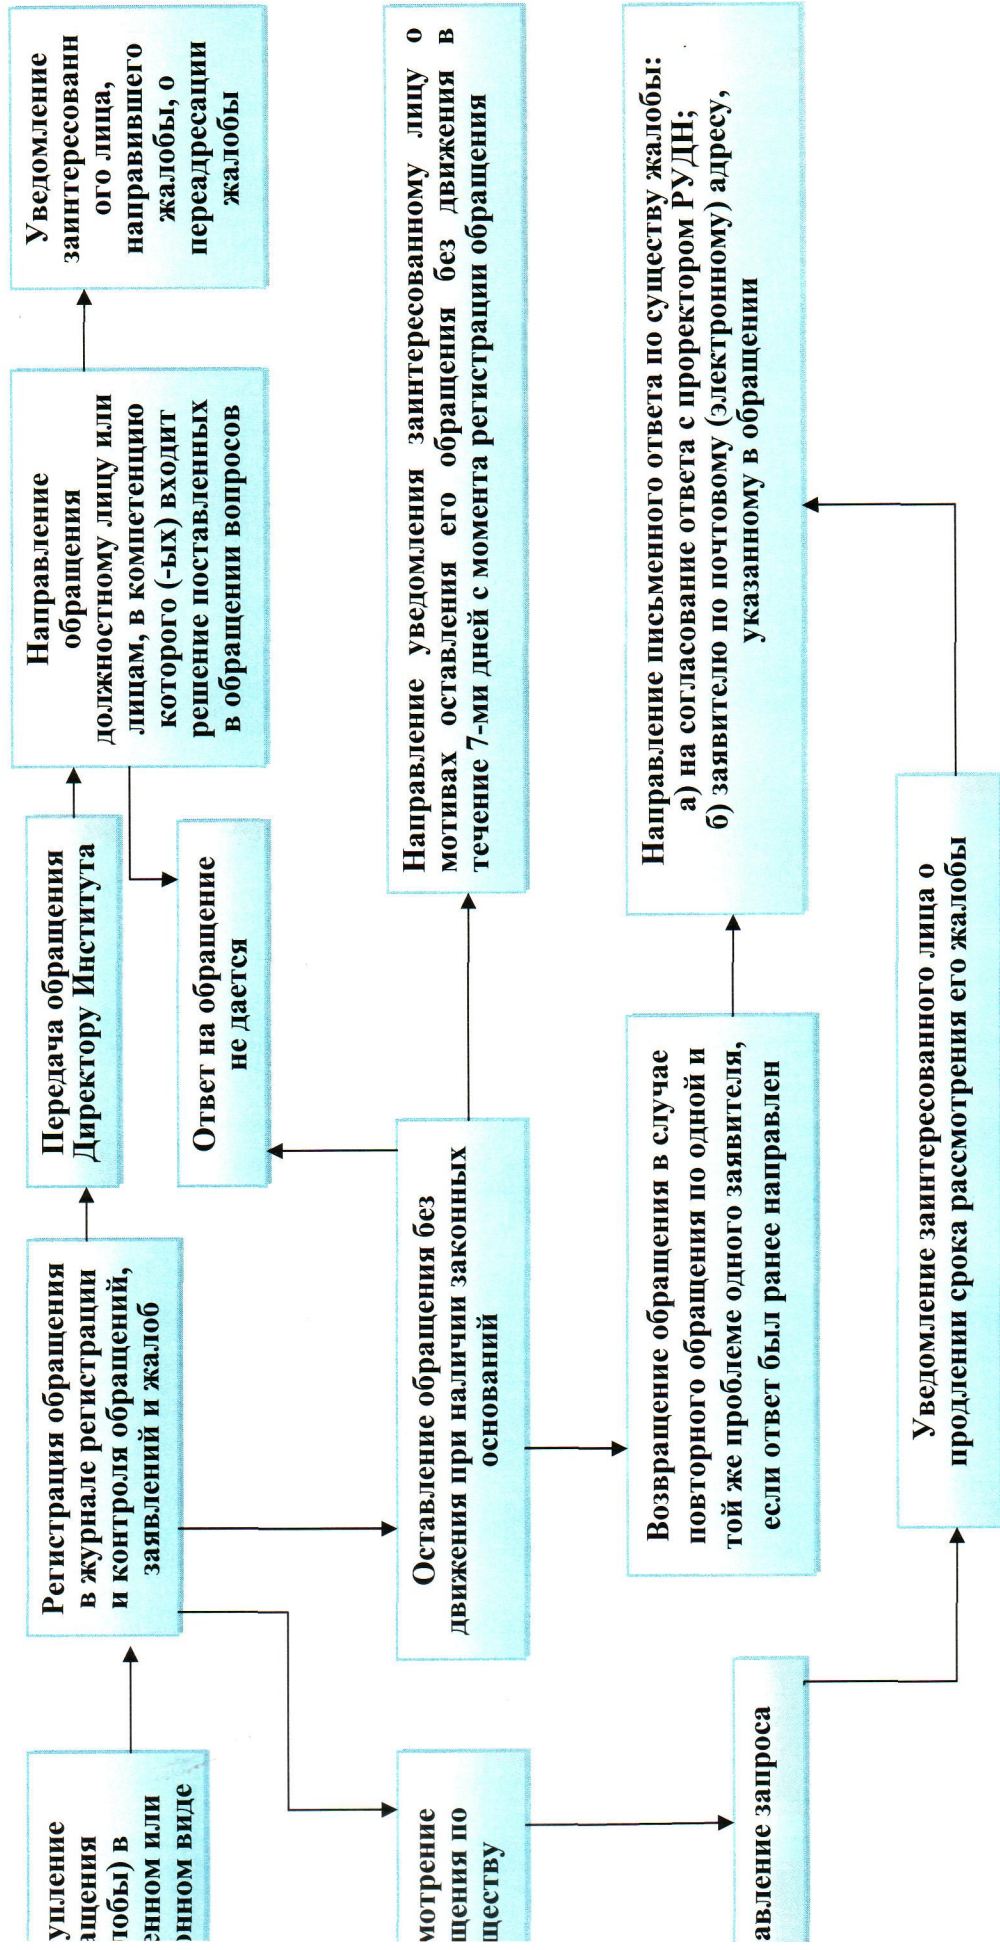 упление
ащения
лобы) в
енном или
онном виде
Регистрация обращения
в журнале регистрации
и контроля обращений,
заявлений и жалоб
Передача обращения
Директору Института
Направление
обращения
должностному лицу или
лицам, в компетенцию
которого (-ых) входит
решение поставленных
в обращении вопросов
Уведомление
заинтересованн
ого лица,
направившего
жалобы, о
переадресации
жалобы
Ответ на обращение
не дается
мотрение
щения по
ществу
Оставление обращения без
движения при наличии законных
оснований
Направление уведомления заинтересованному лицу о
мотивах оставления его обращения без движения в
течение 7-ми дней с момента регистрации обращения
Возвращение обращения в случае
повторного обращения по одной и
той же проблеме одного заявителя,
если ответ был ранее направлен
Направление письменного ответа по существу жалобы:
а) на согласование ответа с проректором РУДН;
б) заявителю по почтовому (электронному) адресу,
указанному в обращении
авление запроса
Уведомление заинтересованного лица о
продлении срока рассмотрения его жалобы